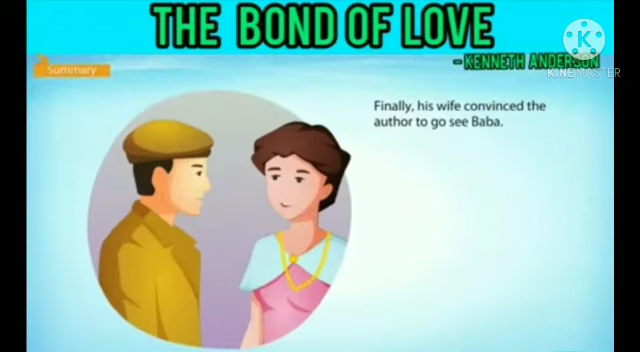 THE BOND OF LOVE
- KENNETH ANDERSON
KINEMASTER
Summary
Finally, his wife convinced the
author to go see Baba.